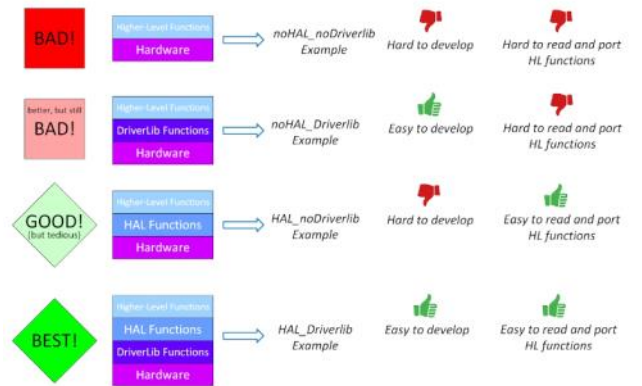 BAD!
Higher-Level Functions
Hardware
noHAL_noDriverlib
Example
Hard to develop
Hard to read and port
HL functions
better, but still
BAD!
Higher-Level Functions
DriverLib Functions
Hardware
noHAL_Driverlib
Example
Easy to develop
Hard to read and port
HL functions
GOOD!
(but tedious)
Higher-Level Functions
HAL Functions
Hardware
HAL_noDriverlib
Example
Hard to develop
Easy to read and port
HL functions
BEST!
Higher-Level Functions
HAL Functions
DriverLib Functions
Hardware
HAL_Driverlib
Example
Easy to develop
Easy to read and port
HL functions